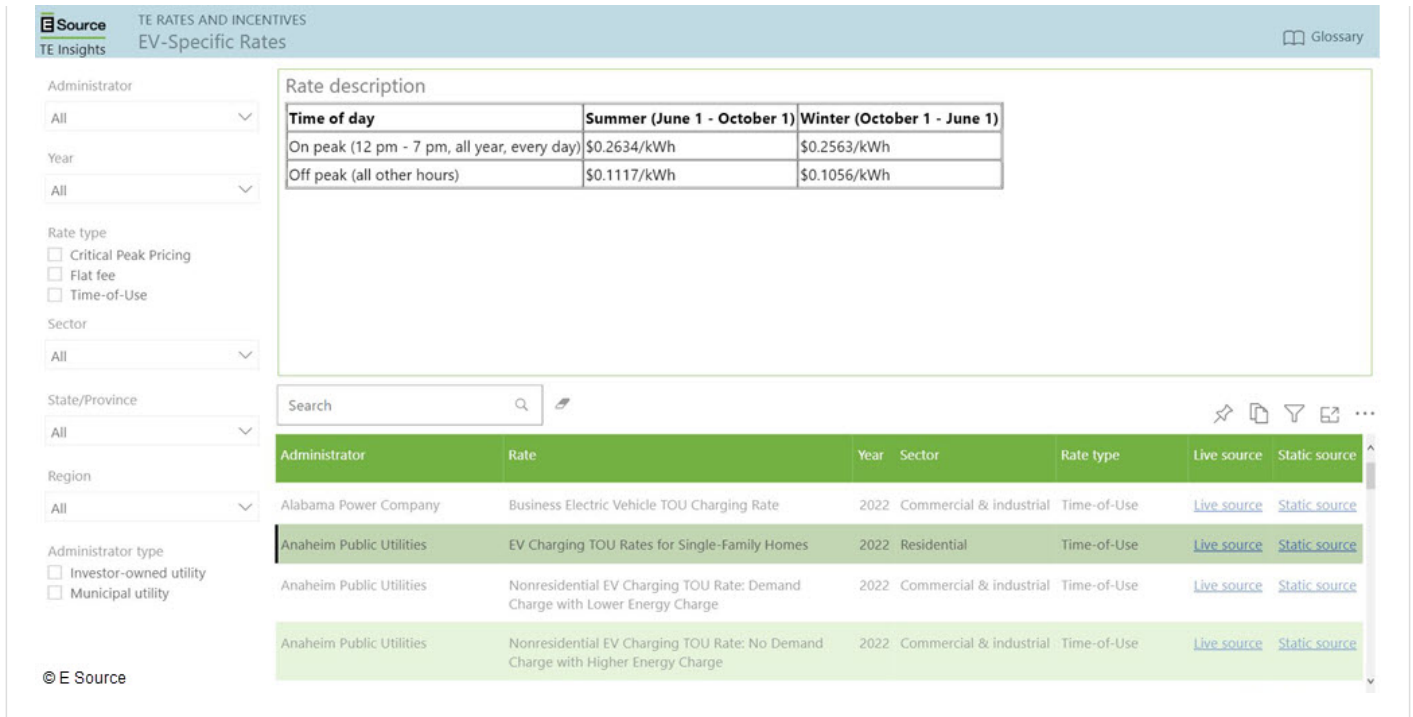 E Source
TE Insights
TE RATES AND INCENTIVES
EV-Specific Rates
Glossary
Administrator
All
Year
All
Rate type
Critical Peak Pricing
Flat fee
Time-of-Use
Sector
All
State/Province
All
Region
All
Administrator type
Investor-owned utility
Municipal utility
© E Source
Rate description
Time of day Summer (June 1 - October 1) Winter (October 1 - June 1)
On peak (12 pm - 7 pm, all year, every day) $0.2634/kWh $0.2563/kWh
Off peak (all other hours) $0.1117/kWh $0.1056/kWh
Search
Administrator Rate Year Sector Rate type Live source Static source
Alabama Power Company Business Electric Vehicle TOU Charging Rate 2022 Commercial & industrial Time-of-Use Live source Static source
Anaheim Public Utilities EV Charging TOU Rates for Single-Family Homes 2022 Residential Time-of-Use Live source Static source
Anaheim Public Utilities Nonresidential EV Charging TOU Rate: Demand 2022 Commercial & industrial Time-of-Use Live source Static source
Charge with Lower Energy Charge
Anaheim Public Utilities Nonresidential EV Charging TOU Rate: No Demand 2022 Commercial & industrial Time-of-Use Live source Static source
Charge with Higher Energy Charge